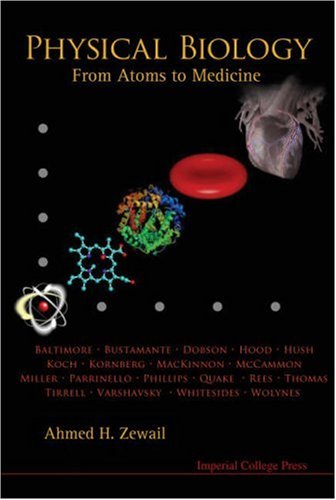 PHYSICAL BIOLOGY
From Atoms to Medicine
BALTIMORE · BUSTAMANTE · DOBSON · HOOD · HUSH
KOCH · KORNBERG · MACKINNON · MCCAMMON
MILLER · PARRINELLO · PHILLIPS · QUAKE · REES · THOMAS
TIRRELL · VARSHAVSKY · WHITESIDES · WOLYNES
Ahmed H. Zewail
Imperial College Press